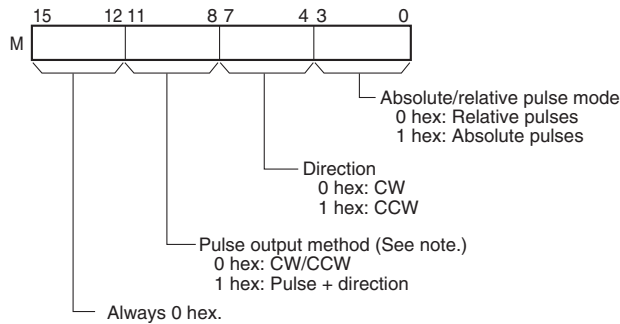 15 12 11 8 7 4 3 0
M
Absolute/relative pulse mode
0 hex: Relative pulses
1 hex: Absolute pulses
Direction
0 hex: CW
1 hex: CCW
Pulse output method (See note.)
0 hex: CW/CCW
1 hex: Pulse + direction
Always 0 hex.